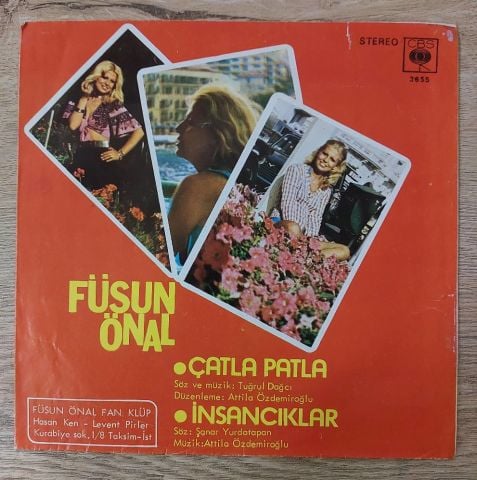 STEREO
CBS
3655
FÜSUN
ÖNAL
•ÇATLA PATLA
Söz ve müzik: Tuğrul Dağcı
Düzenleme: Attila Özdemiroğlu
•İNSANCIKLAR
Söz: Şanar Yurdatapan
Müzik: Attila Özdemiroğlu
FÜSUN ÖNAL FAN KLÜP
Hasan Ken - Levent Pirler
Kurabiye sok. 1/8 Taksim-İst